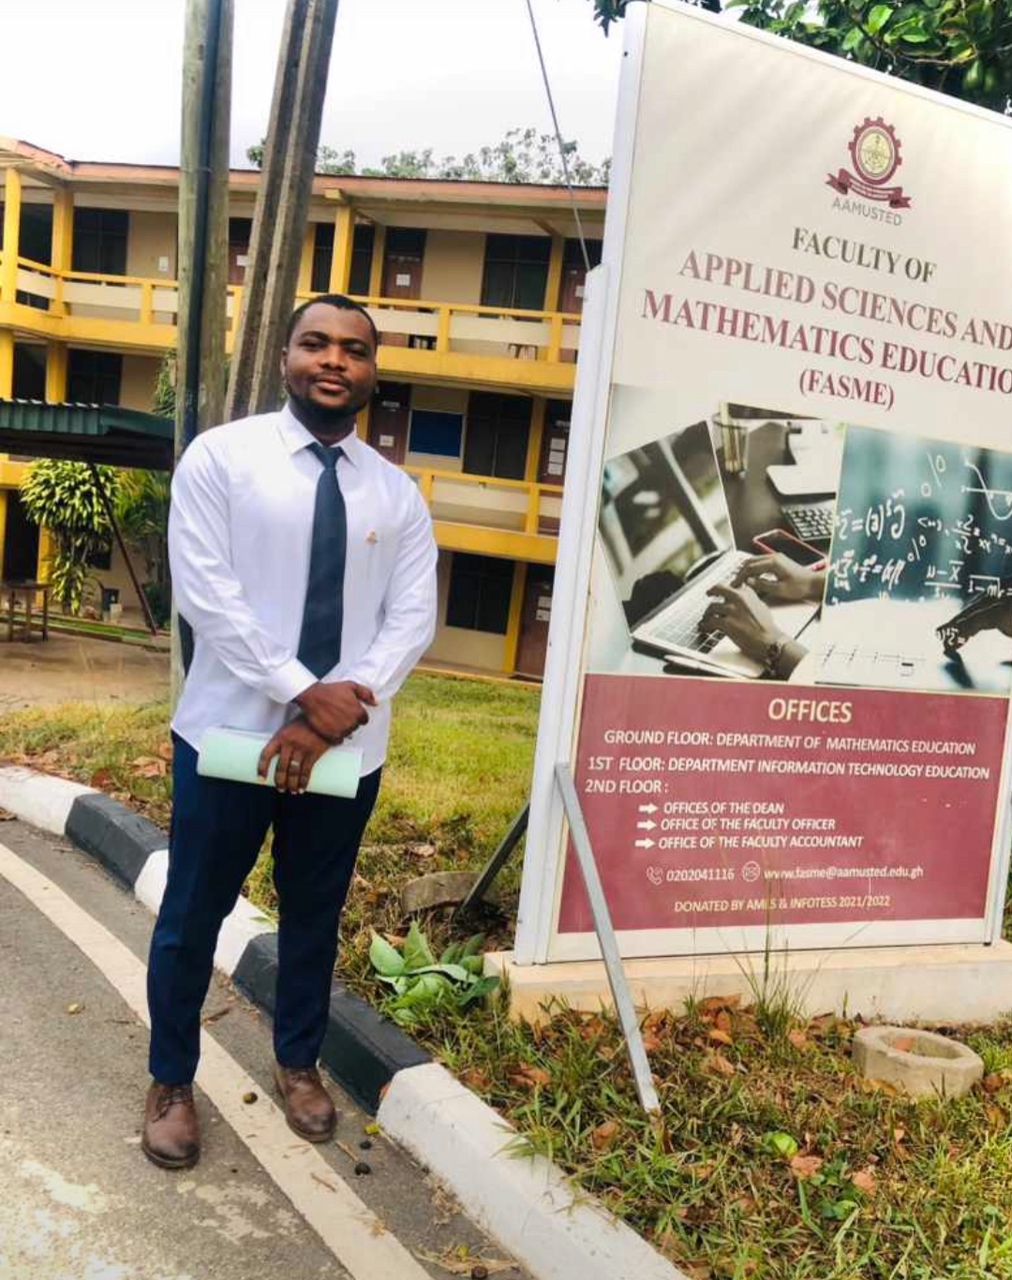 AAMUSTED
FACULTY OF
APPLIED SCIENCES AND
MATHEMATICS EDUCATIO
(FASME)
OFFICES
GROUND FLOOR: DEPARTMENT OF MATHEMATICS EDUCATION
1ST FLOOR: DEPARTMENT INFORMATION TECHNOLOGY EDUCATION
2ND FLOOR :
OFFICES OF THE DEAN
OFFICE OF THE FACULTY OFFICER
OFFICE OF THE FACULTY ACCOUNTANT
0202041116 www.fasme@aamusted.edu.gh
DONATED BY AMES & INFOTESS 2021/2022